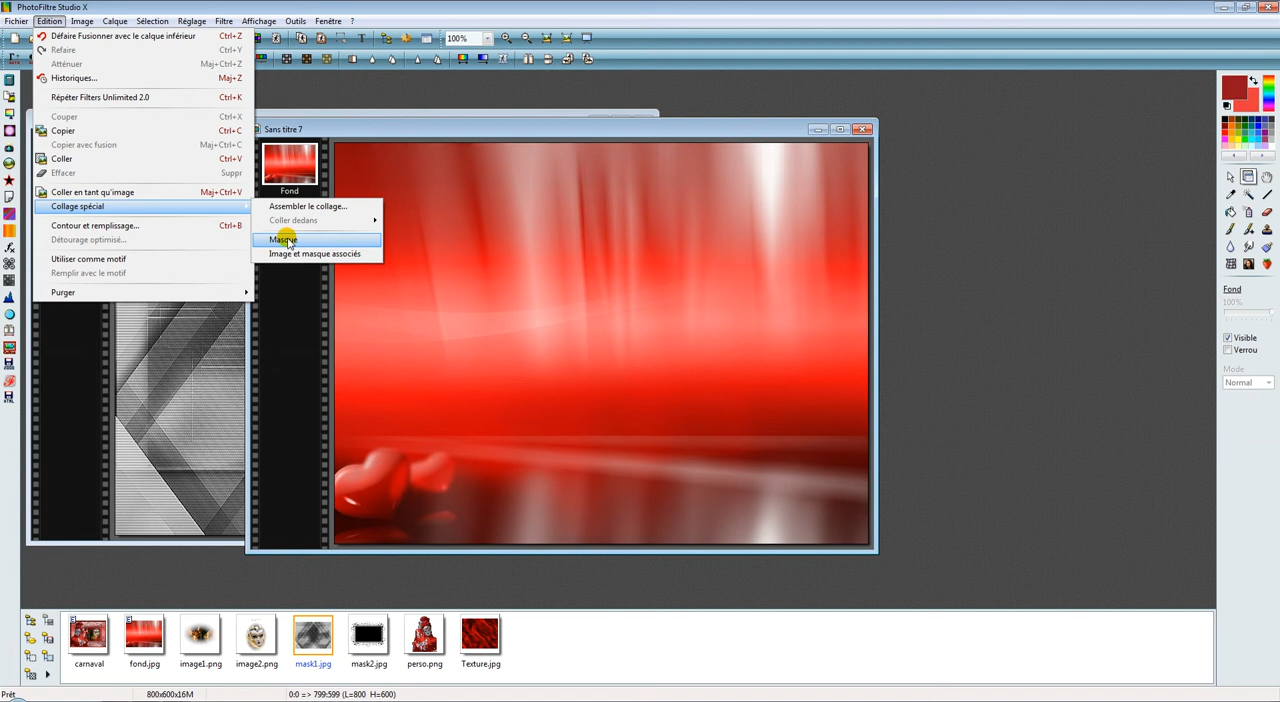 PhotoFiltre Studio X
Fichier Edition Image Calque Sélection Réglage Filtre Affichage Outils Fenêtre ?
100%
Défaire Fusionner avec le calque inférieur Ctrl+Z
Refaire Ctrl+Y
Atténuer Maj+Ctrl+Z
Historiques... Maj+Z
Répéter Filters Unlimited 2.0 Ctrl+K
Couper Ctrl+X
Copier Ctrl+C
Copier avec fusion Maj+Ctrl+C
Coller Ctrl+V
Effacer Suppr
Coller en tant qu'image Maj+Ctrl+V
Collage spécial
Contour et remplissage... Ctrl+B
Détourage optimisé...
Utiliser comme motif
Remplir avec le motif
Purger
Assembler le collage...
Coller dedans
Masque
Image et masque associés
Sans titre 7
Fond
Fond
100%
Visible
Verrou
Mode
Normal
carnaval fond.jpg image1.png image2.png mask1.jpg mask2.jpg perso.png Texture.jpg
Prêt 800x600x16M 0:0 => 799:599 (L=800 H=600)